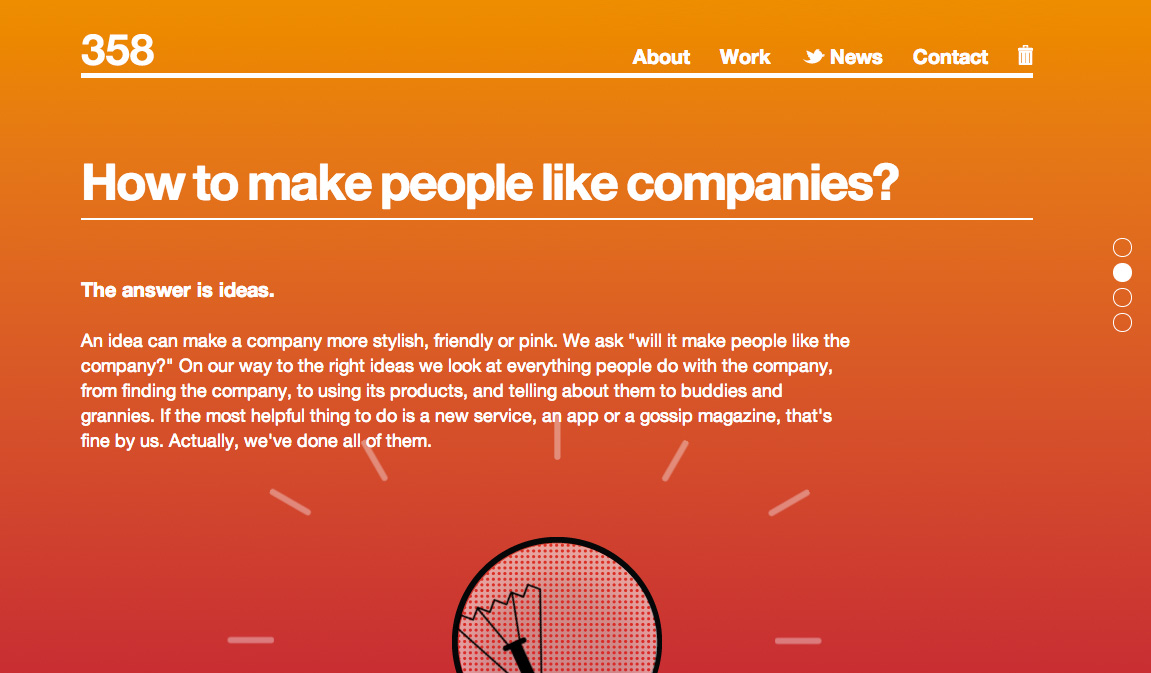 358
About Work News Contact
How to make people like companies?
The answer is ideas.
An idea can make a company more stylish, friendly or pink. We ask "will it make people like the
company?" On our way to the right ideas we look at everything people do with the company,
from finding the company, to using its products, and telling about them to buddies and
grannies. If the most helpful thing to do is a new service, an app or a gossip magazine, that's
fine by us. Actually, we've done all of them.